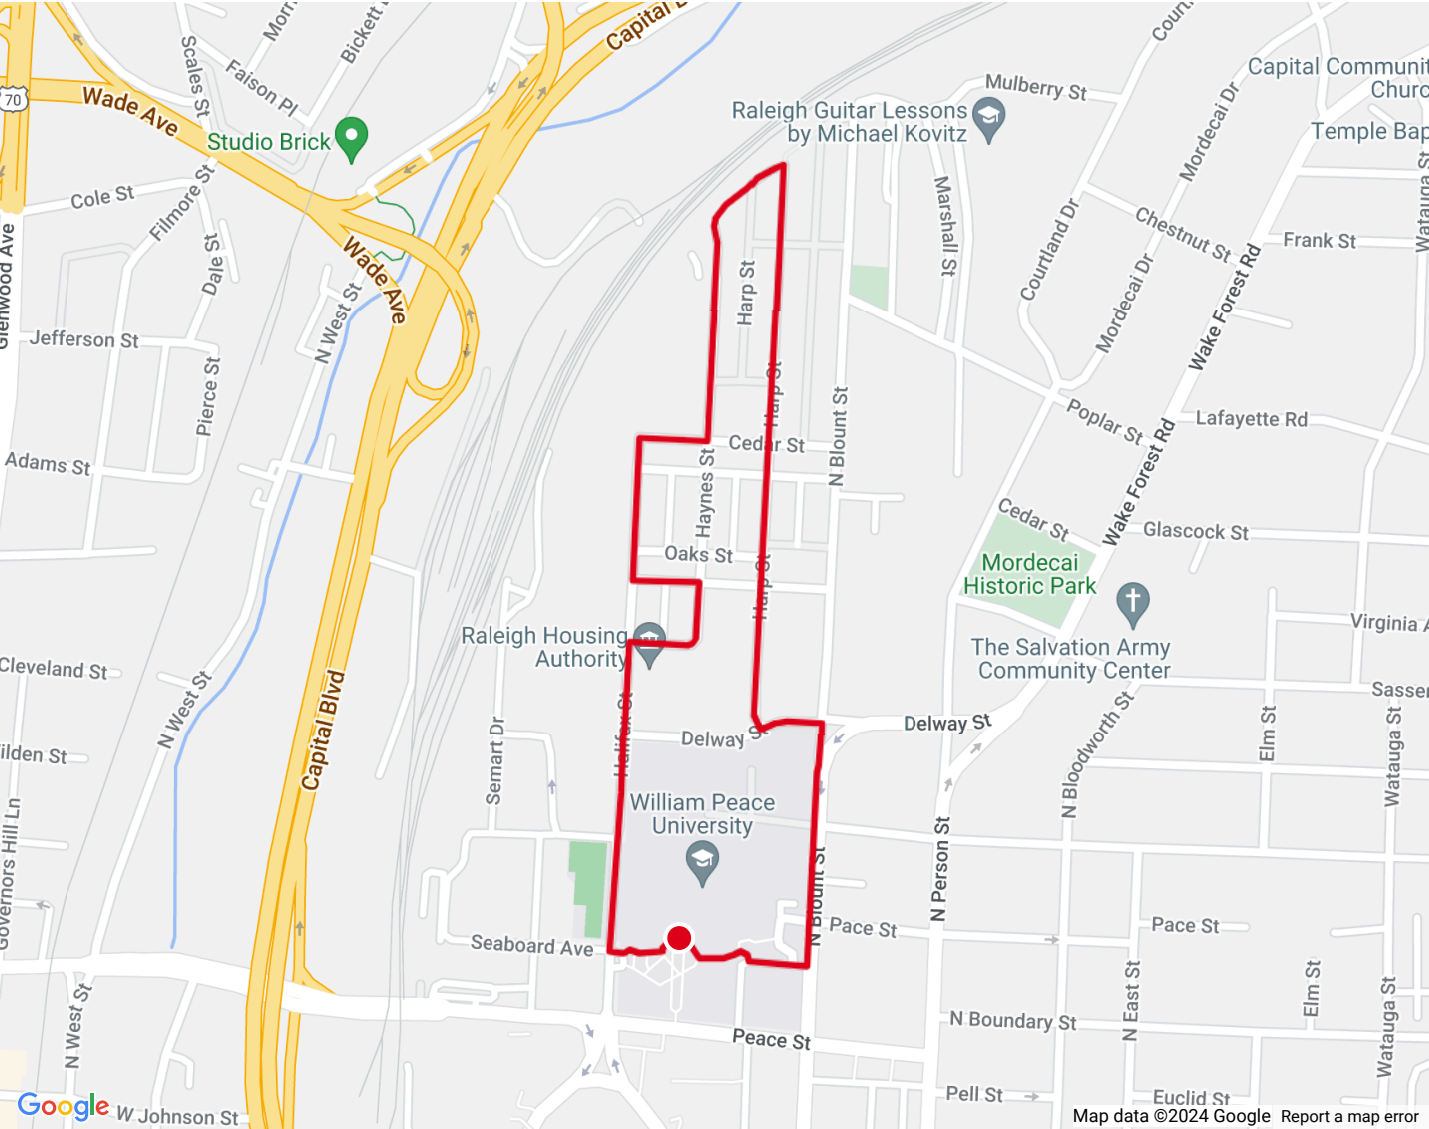 Capital B
Court
Morri
Bickett
Scales St
Faison Pl
70
Wade Ave
Mulberry St
Capital Communit
Churc
Raleigh Guitar Lessons
by Michael Kovitz
Temple Bap
Studio Brick
Mordecai Dr
Watauga St
Cole St
Filmore St
Marshall St
Chestnut St
Frank St
Courtland Dr
Glenwood Ave
Dale St
Wade Ave
Harp St
Mordecai Dr
Wake Forest Rd
N West St
Jefferson St
Pierce St
Harp St
N Blount St
Poplar St
Lafayette Rd
Cedar St
Adams St
Haynes St
Wake Forest Rd
Cedar St
Glascock St
Oaks St
Mordecai
Historic Park
Harp St
Raleigh Housing
Authority
Virginia A
The Salvation Army
Community Center
Cleveland St
N West St
Capital Blvd
Sasser
Halifax St
Delway St
Delway St
N Bloodworth St
Elm St
Watauga St
ilden St
Semart Dr
William Peace
University
Governors Hill Ln
N Person St
N Blount St
Pace St
Pace St
Seaboard Ave
N West St
N East St
Elm St
Watauga St
N Boundary St
Peace St
Pell St
Euclid St
Google
W Johnson St
Map data ©2024 Google
Report a map error